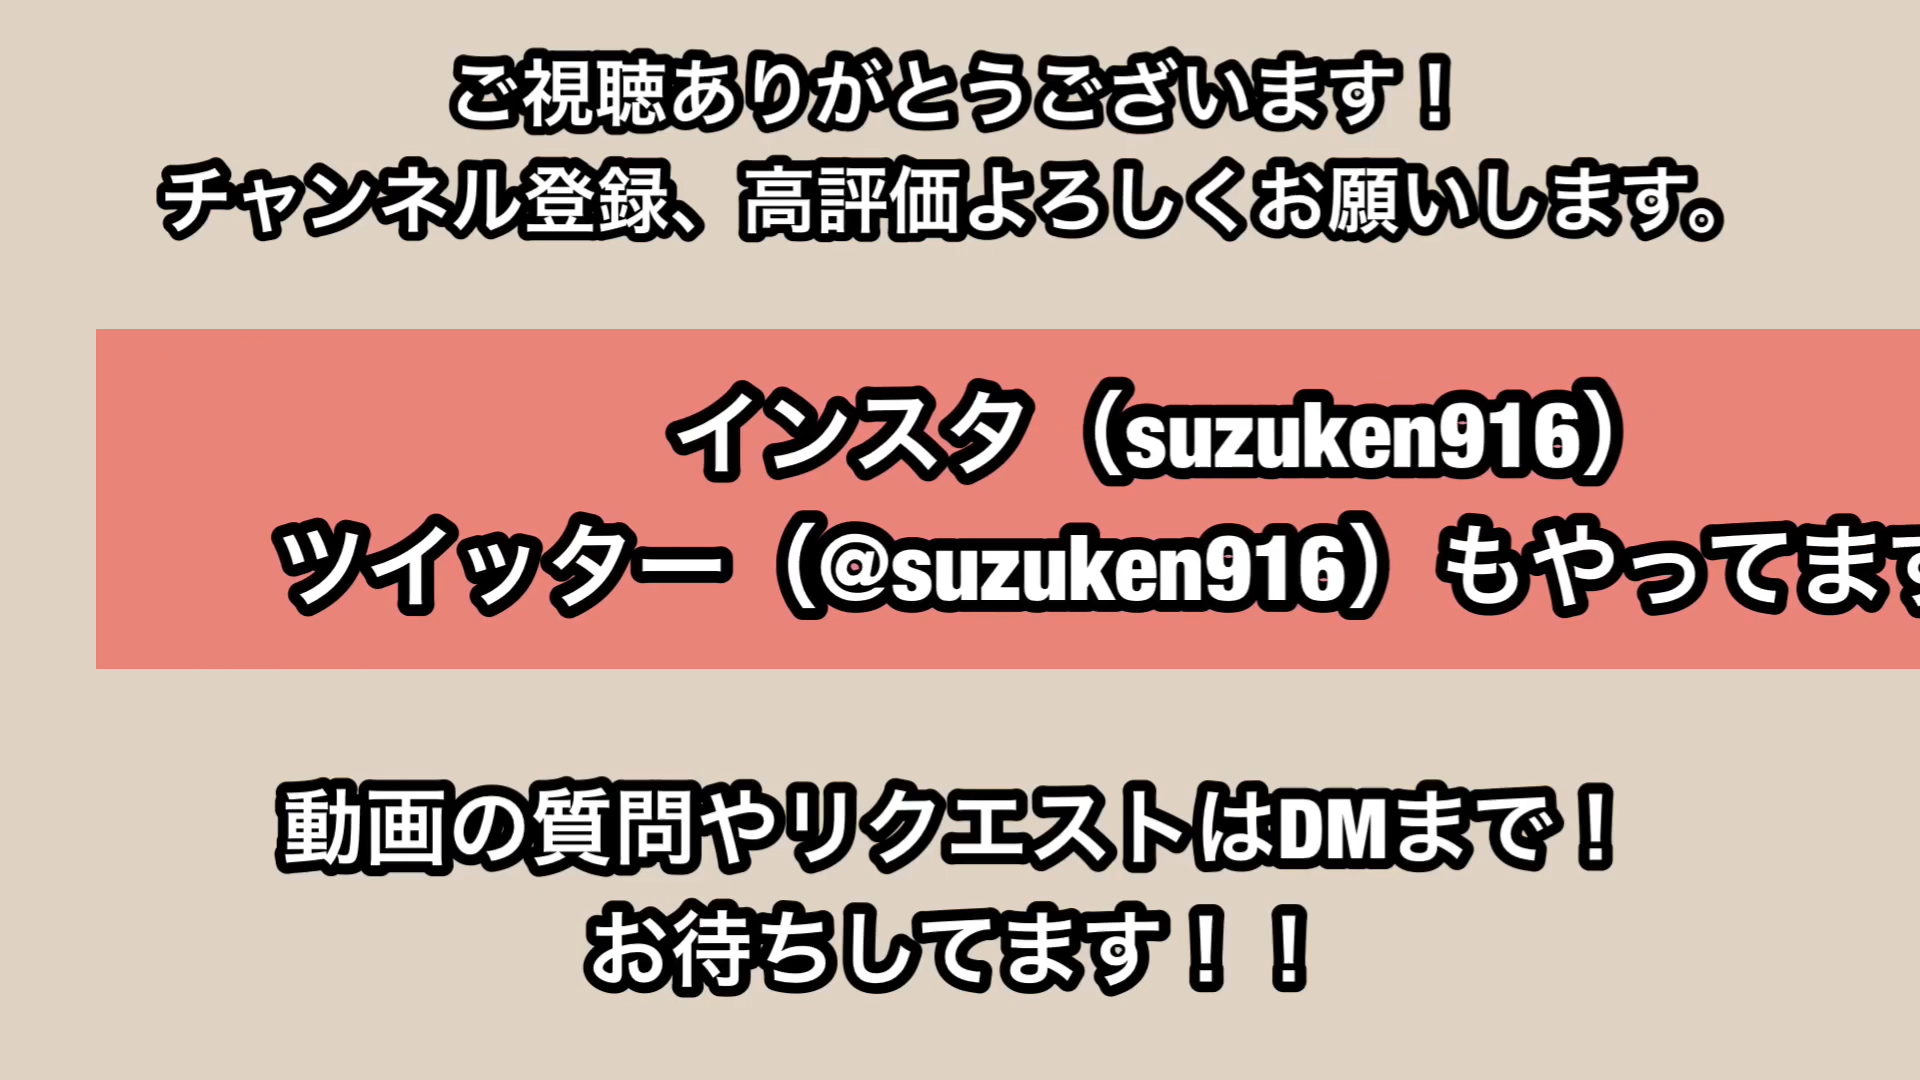 ご視聴ありがとうございます！
チャンネル登録、高評価よろしくお願いします。
インスタ（suzuken916）
ツイッター（@suzuken916）もやってます
動画の質問やリクエストはDMまで！
お待ちしてます！！